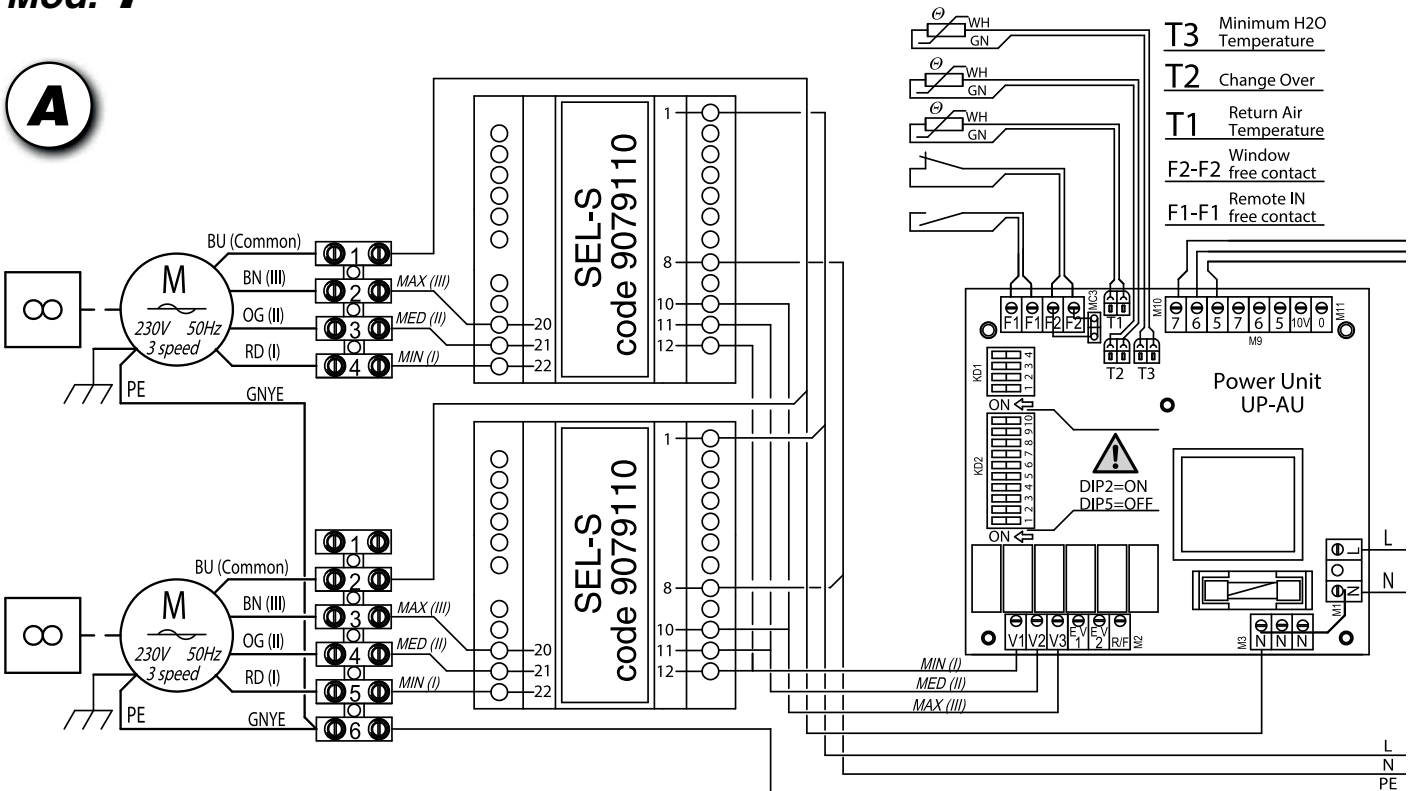 Mod. 4
A
WH
GN
T3 Minimum H2O
Temperature
WH
GN
T2 Change Over
WH
GN
T1 Return Air
Temperature
F2-F2 Window
free contact
F1-F1 Remote IN
free contact
BU (Common)
BN (III)
OG (II)
RD (I)
M
230V 50Hz
3 speed
PE
GNYE
1
2
3
4
MAX (III)
MED (II)
MIN (I)
20
21
22
SEL-S
code 9079110
1
8
10
11
12
BU (Common)
BN (III)
OG (II)
RD (I)
M
230V 50Hz
3 speed
PE
GNYE
1
2
3
4
5
6
MAX (III)
MED (II)
MIN (I)
20
21
22
SEL-S
code 9079110
1
8
10
11
12
MIN (I)
MED (II)
MAX (III)
F1 F1 F2 F2
MC3
T1
T2 T3
M10
7 6 5 7 6 5 10V 0
M9
M11
KD1
1 2 3 4
ON
KD2
1 2 3 4 5 6 7 8 9 10
ON
DIP2=ON
DIP5=OFF
Power Unit
UP-AU
V1 V2 V3 EV1 EV2 R/F
M2
M3
N N N
M1
L
N
L
N
L
N
PE